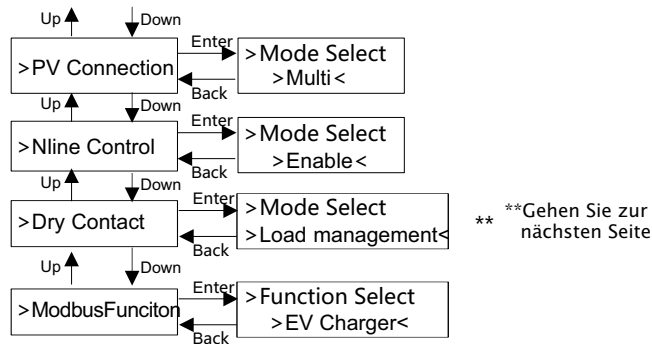 Up Down
Enter
>PV Connection >Mode Select
>Multi<
Back
Up Down
Enter
>Nline Control >Mode Select
>Enable<
Back
Up Down
Enter
>Dry Contact >Mode Select
>Load management<
Back
** **Gehen Sie zur
nächsten Seite
Up Down
Enter
>ModbusFunciton >Function Select
>EV Charger<
Back